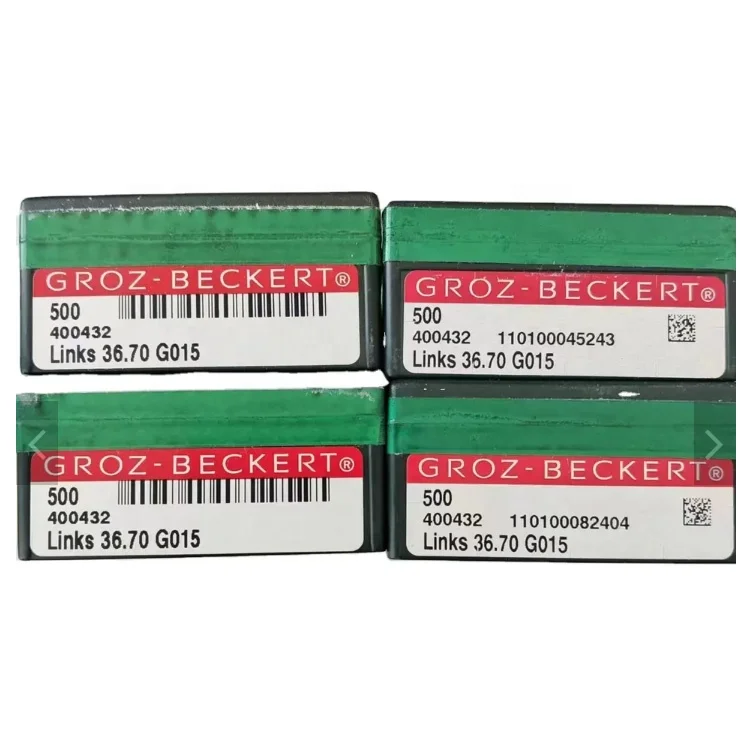 GROZ-BECKERT®
500
400432
Links 36.70 G015
GROZ-BECKERT®
500
400432 110100045243
Links 36.70 G015
GROZ-BECKERT®
500
400432
Links 36.70 G015
GROZ-BECKERT®
500
400432 110100082404
Links 36.70 G015